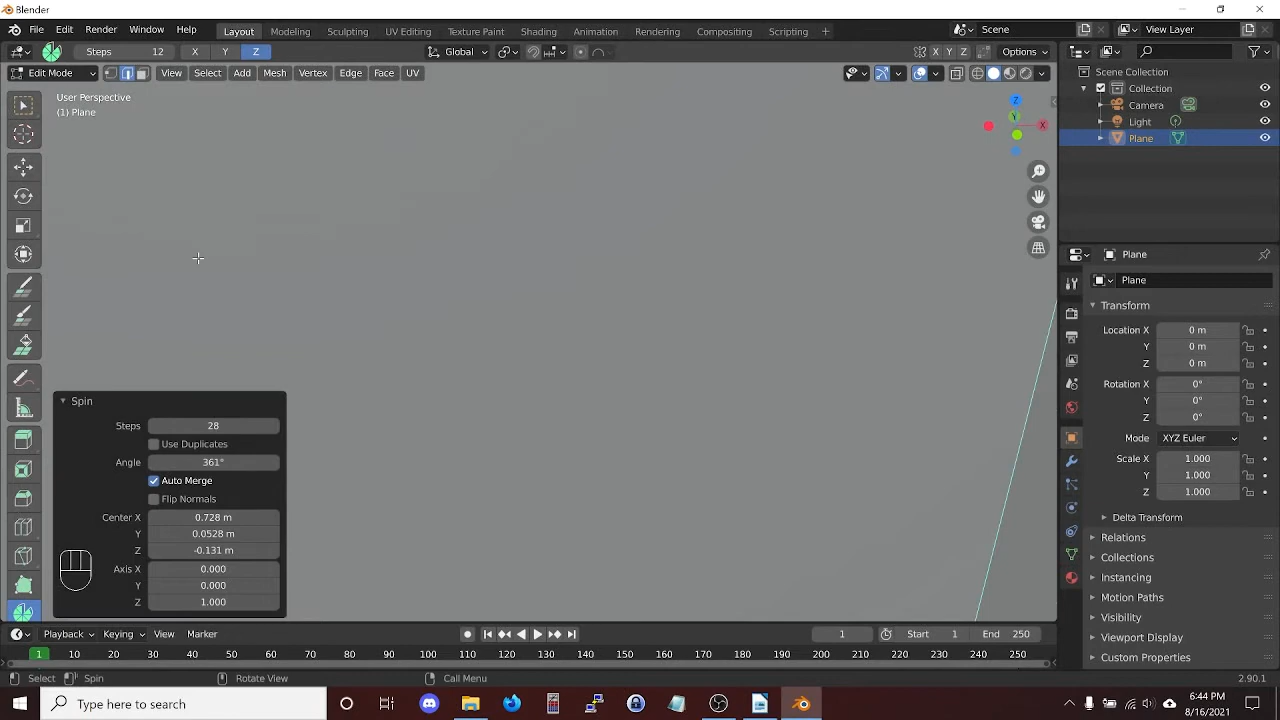 Blender
File Edit Render Window Help Layout Modeling Sculpting UV Editing Texture Paint Shading Animation Rendering Compositing Scripting + Scene View Layer
Steps 12 X Y Z Global X Y Z Options
Edit Mode View Select Add Mesh Vertex Edge Face UV
User Perspective
(1) Plane
Z
Y
X
Scene Collection
Collection
Camera
Light
Plane
Plane
Plane
Transform
Location X 0 m
Y 0 m
Z 0 m
Rotation X 0°
Y 0°
Z 0°
Mode XYZ Euler
Scale X 1.000
Y 1.000
Z 1.000
Delta Transform
Relations
Collections
Instancing
Motion Paths
Visibility
Viewport Display
Custom Properties
Spin
Steps 28
Use Duplicates
Angle 361°
Auto Merge
Flip Normals
Center X 0.728 m
Y 0.0528 m
Z -0.131 m
Axis X 0.000
Y 0.000
Z 1.000
Playback Keying View Marker 1 Start 1 End 250
1 10 20 30 40 50 60 70 80 90 100 110 120 130 140 150 160 170 180 190 200 210 220 230 240 250
Select Spin Rotate View Call Menu 2.90.1
Type here to search
6:44 PM
8/16/2021